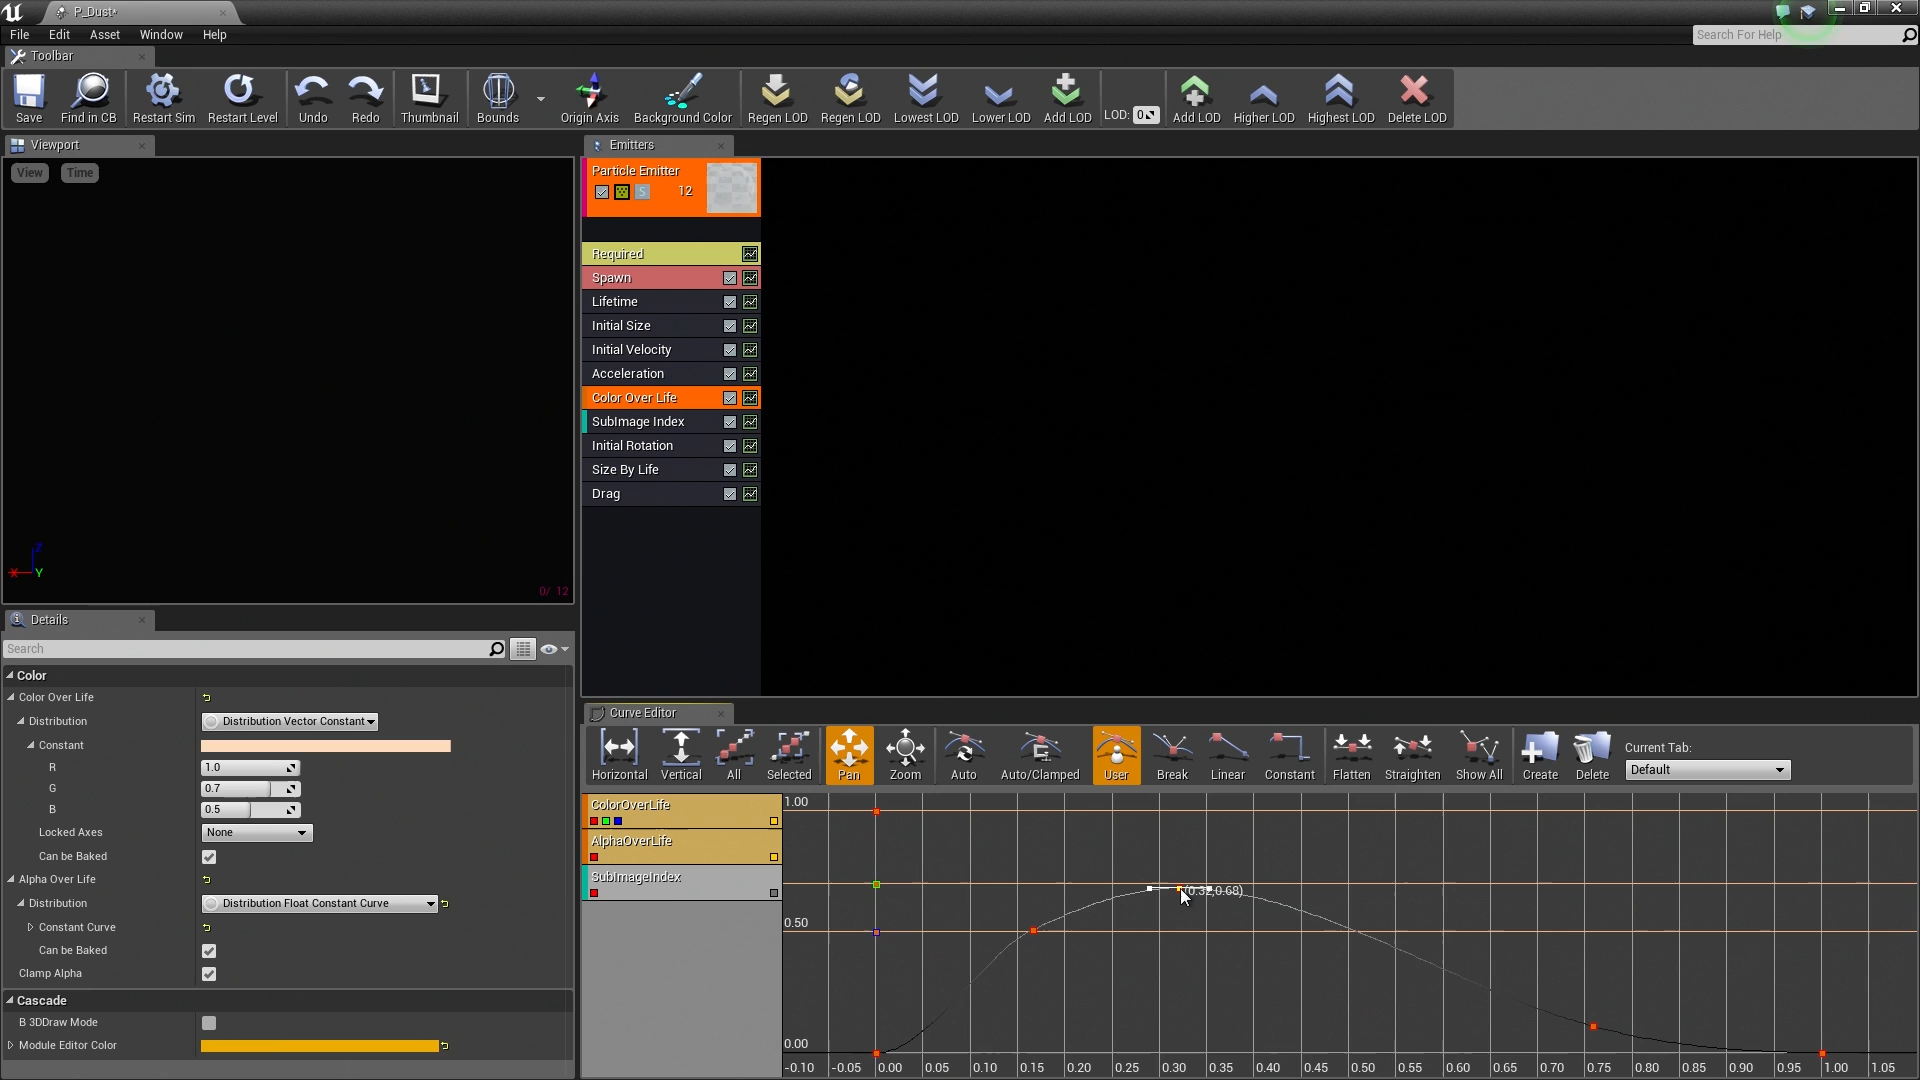 P_Dust*
File Edit Asset Window Help
Search For Help
Toolbar
Save Find in CB Restart Sim Restart Level Undo Redo Thumbnail Bounds Origin Axis Background Color Regen LOD Regen LOD Lowest LOD Lower LOD Add LOD LOD: 0 Add LOD Higher LOD Highest LOD Delete LOD
Viewport
View Time
Z
X Y
0/ 12
Emitters
Particle Emitter
S 12
Required
Spawn
Lifetime
Initial Size
Initial Velocity
Acceleration
Color Over Life
SubImage Index
Initial Rotation
Size By Life
Drag
Details
Search
Color
Color Over Life
Distribution Distribution Vector Constant
Constant
R 1.0
G 0.7
B 0.5
Locked Axes None
Can be Baked
Alpha Over Life
Distribution Distribution Float Constant Curve
Constant Curve
Can be Baked
Clamp Alpha
Cascade
B 3DDraw Mode
Module Editor Color
Curve Editor
Horizontal Vertical All Selected Pan Zoom Auto Auto/Clamped User Break Linear Constant Flatten Straighten Show All Create Delete
Current Tab:
Default
ColorOverLife
AlphaOverLife
SubImageIndex
1.00
(0.32,0.68)
0.50
0.00
-0.10 -0.05 0.00 0.05 0.10 0.15 0.20 0.25 0.30 0.35 0.40 0.45 0.50 0.55 0.60 0.65 0.70 0.75 0.80 0.85 0.90 0.95 1.00 1.05